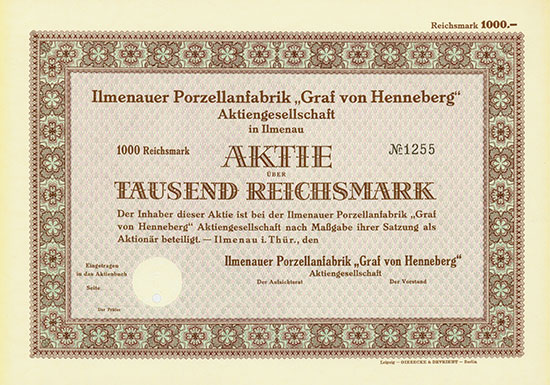 Reichsmark 1000.–
Ilmenauer Porzellanfabrik „Graf von Henneberg“
Aktiengesellschaft
in Ilmenau
1000 Reichsmark AKTIE № 1255
ÜBER
TAUSEND REICHSMARK
Der Inhaber dieser Aktie ist bei der Ilmenauer Porzellanfabrik „Graf
von Henneberg“ Aktiengesellschaft nach Maßgabe ihrer Satzung als
Aktionär beteiligt. — Ilmenau i. Thür., den
Eingetragen
in das Aktienbuch
Seite
Der Prüfer
Ilmenauer Porzellanfabrik „Graf von Henneberg“
Aktiengesellschaft
Der Aufsichtsrat Der Vorstand
Leipzig — GIESECKE & DEVRIENT — Berlin